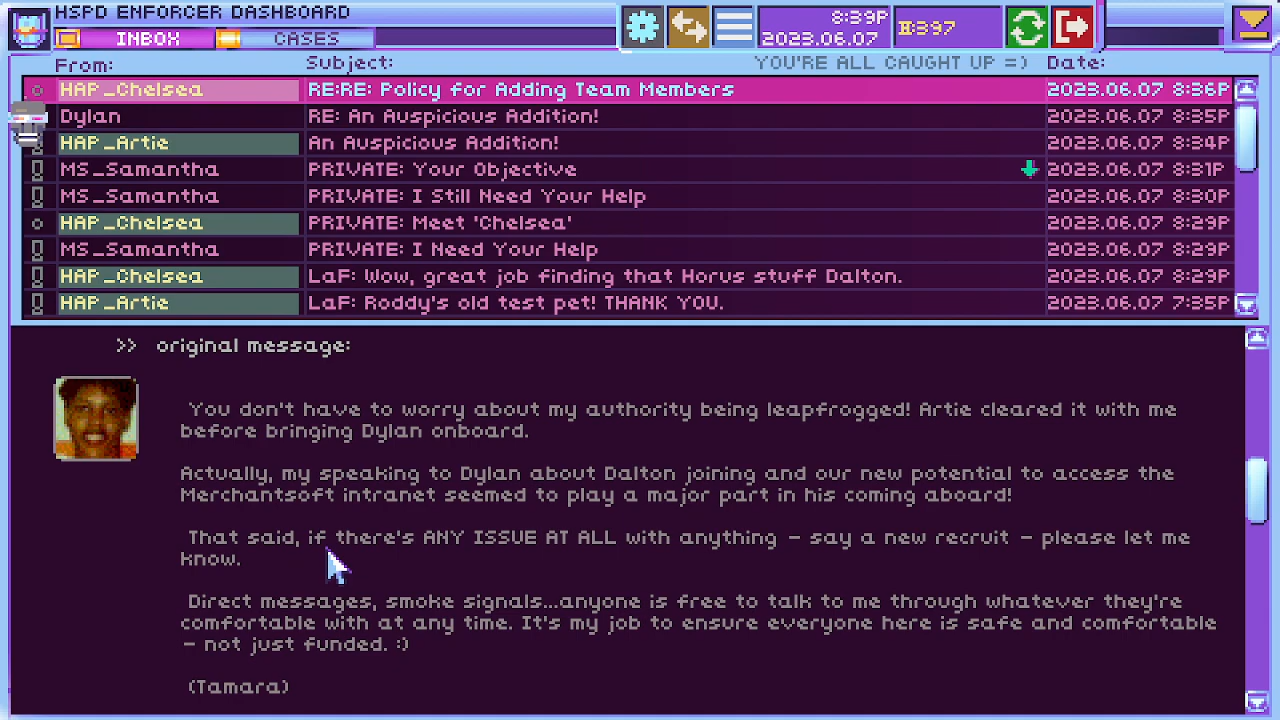 HSPD ENFORCER DASHBOARD
INBOX
CASES
8:39P
2023.06.07
397
From:
Subject:
YOU'RE ALL CAUGHT UP =)
Date:
HAP_Chelsea RE:RE: Policy for Adding Team Members 2023.06.07 8:36P
Dylan RE: An Auspicious Addition! 2023.06.07 8:35P
HAP_Artie An Auspicious Addition! 2023.06.07 8:34P
MS_Samantha PRIVATE: Your Objective 2023.06.07 8:31P
MS_Samantha PRIVATE: I Still Need Your Help 2023.06.07 8:30P
HAP_Chelsea PRIVATE: Meet 'Chelsea' 2023.06.07 8:29P
MS_Samantha PRIVATE: I Need Your Help 2023.06.07 8:29P
HAP_Chelsea LaF: Wow, great job finding that Horus stuff Dalton. 2023.06.07 8:29P
HAP_Artie LaF: Roddy's old test pet! THANK YOU. 2023.06.07 7:35P
>> original message:
You don't have to worry about my authority being leapfrogged! Artie cleared it with me
before bringing Dylan onboard.
Actually, my speaking to Dylan about Dalton joining and our new potential to access the
Merchantsoft intranet seemed to play a major part in his coming aboard!
That said, if there's ANY ISSUE AT ALL with anything - say a new recruit - please let me
know.
Direct messages, smoke signals...anyone is free to talk to me through whatever they're
comfortable with at any time. It's my job to ensure everyone here is safe and comfortable
- not just funded. :)
(Tamara)